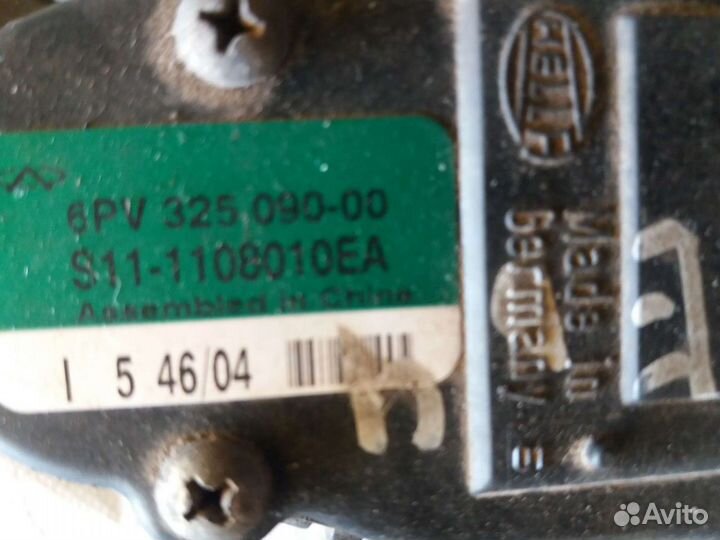 6PV 325 090-00
S11-1108010EA
Assembled in China
I 5 46/04
HELLA
Made in
Germany
Avito